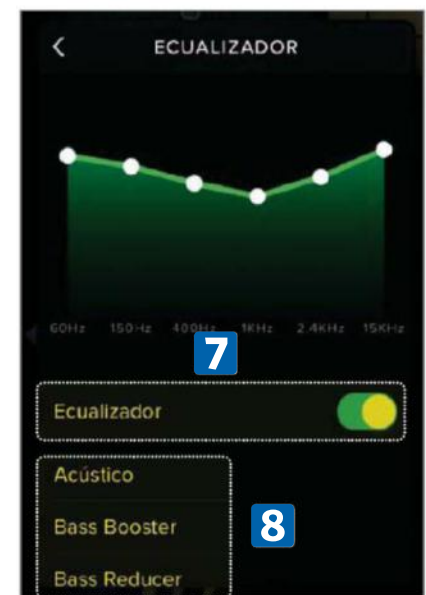 ECUALIZADOR
60Hz 150Hz 400Hz 1KHz 2.4KHz 15KHz
7
Ecualizador
Acústico
Bass Booster
8
Bass Reducer